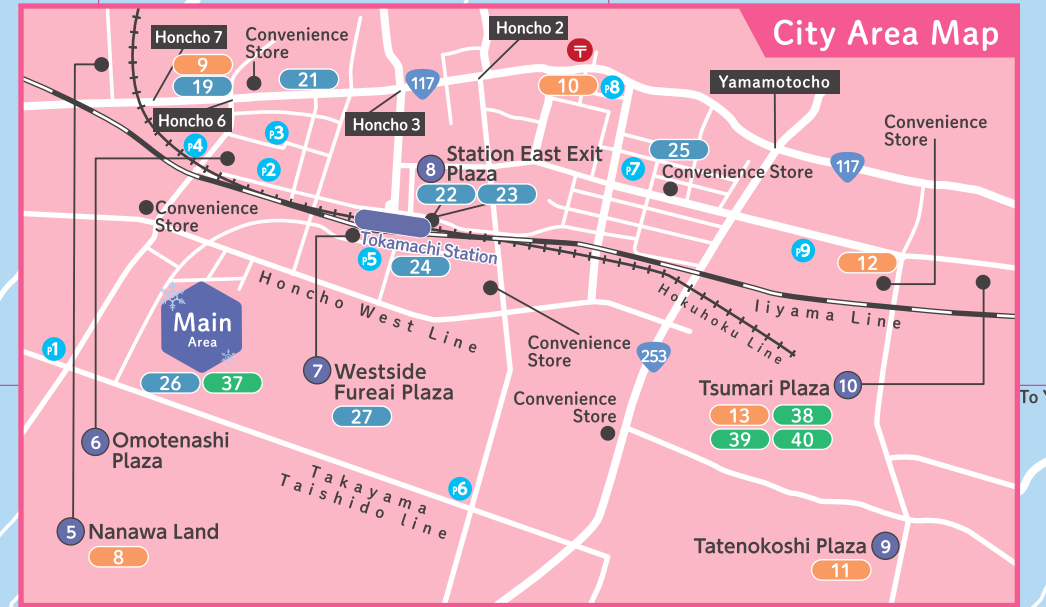 City Area Map
Honcho 7
9
19
Convenience
Store
21
Honcho 6
117
Honcho 3
Honcho 2
〒
10
P8
Yamamotocho
Convenience
Store
P4
P3
P2
8
Station East Exit
Plaza
22
23
P7
25
Convenience Store
117
Convenience
Store
Tokamachi Station
P5
24
P9
12
Main
Area
26
37
P1
Honcho West Line
Hokuhoku Line
Iiyama Line
Convenience
Store
253
7
Westside
Fureai Plaza
27
Convenience
Store
Tsumari Plaza
10
13
38
39
40
To Y
6
Omotenashi
Plaza
Takayama
Taishido line
P6
5
Nanawa Land
8
Tatenokoshi Plaza
9
11